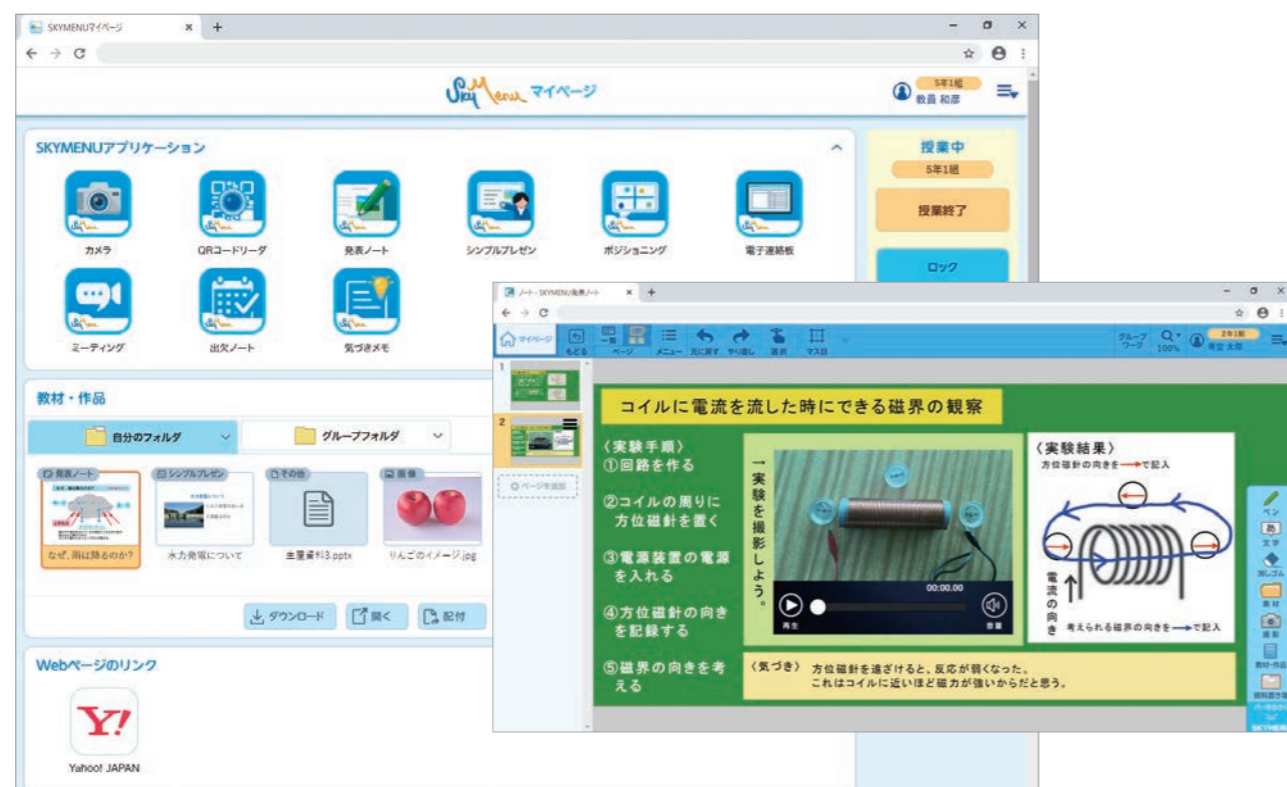 SKYMENUマイページ
SkyMenu マイページ
5年1組
教員 和彦
SKYMENUアプリケーション
カメラ
QRコードリーダ
発表ノート
シンプルプレゼン
ポジショニング
電子連絡板
ミーティング
出欠ノート
気づきメモ
授業中
5年1組
授業終了
ロック
教材・作品
自分のフォルダ
グループフォルダ
発表ノート
なぜ、雨は降るのか?
シンプルプレゼン
水力発電について
水力発電について
その他
主要資料3.pptx
画像
りんごのイメージ.jpg
ダウンロード
開く
配付
Webページのリンク
Y!
Yahoo! JAPAN
ノート - SKYMENU発表ノート
マイページ
もどる
一覧
ページ
メニュー
元に戻す
やり直し
選択
マス目
グループ
ワーク
100%
2年1組
青空 太郎
1
2
ページを追加
コイルに電流を流した時にできる磁界の観察
〈実験手順〉
①回路を作る
②コイルの周りに
方位磁針を置く
③電源装置の電源
を入れる
④方位磁針の向き
を記録する
⑤磁界の向きを考
える
→実験を撮影しよう。
00:00.00
再生
音量
〈実験結果〉
方位磁針の向きを→で記入
電流の向き
考えられる磁界の向きを→で記入
〈気づき〉 方位磁針を遠ざけると、反応が弱くなった。
これはコイルに近いほど磁力が強いからだと思う。
ペン
あ
文字
消しゴム
素材
撮影
教材・作品
資料置き場
SKYMENU